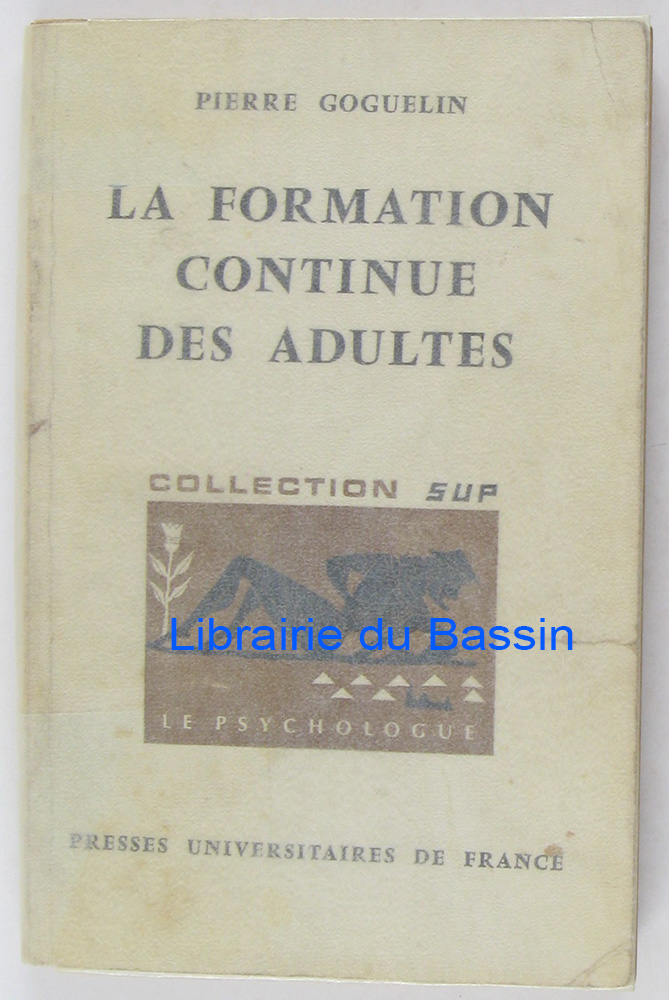 PIERRE GOGUELIN
LA FORMATION
CONTINUE
DES ADULTES
COLLECTION SUP
Librairie du Bassin
LE PSYCHOLOGUE
PRESSES UNIVERSITAIRES DE FRANCE